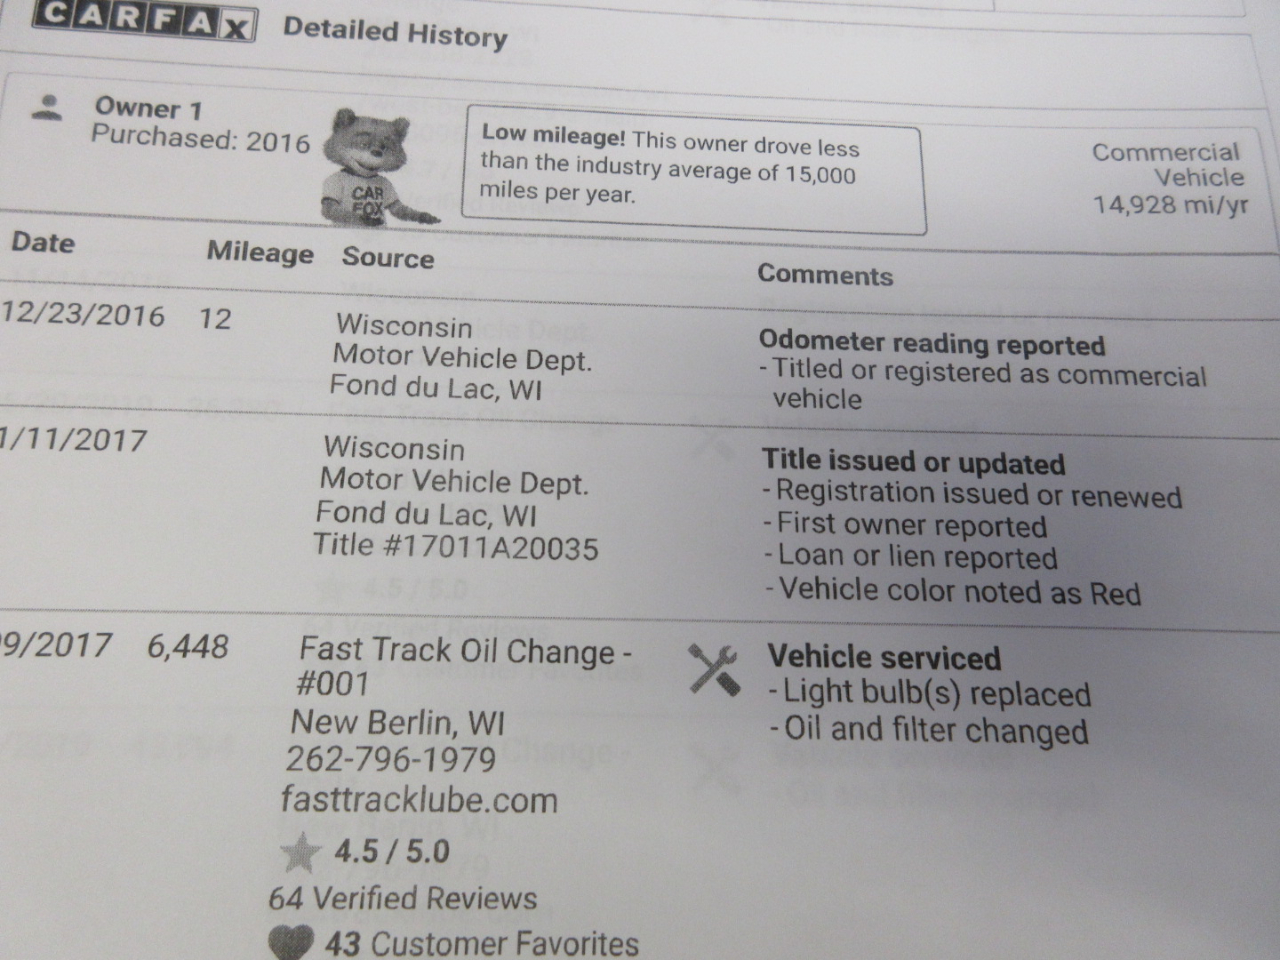 CARFAX Detailed History
Owner 1
Purchased: 2016
CAR
FOX
Low mileage! This owner drove less
than the industry average of 15,000
miles per year.
Commercial
Vehicle
14,928 mi/yr
Date Mileage Source Comments
12/23/2016 12 Wisconsin
Motor Vehicle Dept.
Fond du Lac, WI
Odometer reading reported
- Titled or registered as commercial
vehicle
1/11/2017 Wisconsin
Motor Vehicle Dept.
Fond du Lac, WI
Title #17011A20035
Title issued or updated
- Registration issued or renewed
- First owner reported
- Loan or lien reported
- Vehicle color noted as Red
9/2017 6,448 Fast Track Oil Change -
#001
New Berlin, WI
262-796-1979
fasttracklube.com
4.5 / 5.0
64 Verified Reviews
43 Customer Favorites
Vehicle serviced
- Light bulb(s) replaced
- Oil and filter changed